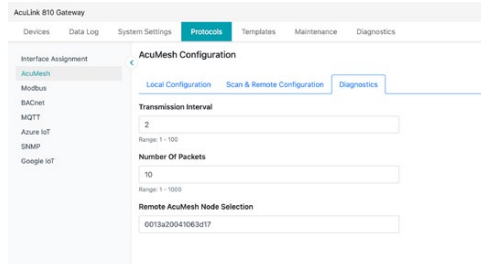 AcuLink 810 Gateway
Devices Data Log System Settings Protocols Templates Maintenance Diagnostics
Interface Assignment
AcuMesh
Modbus
BACnet
MQTT
Azure IoT
SNMP
Google IoT
AcuMesh Configuration
Local Configuration Scan & Remote Configuration Diagnostics
Transmission Interval
2
Range: 1 - 100
Number Of Packets
10
Range: 1 - 1000
Remote AcuMesh Node Selection
0013a20041063d17